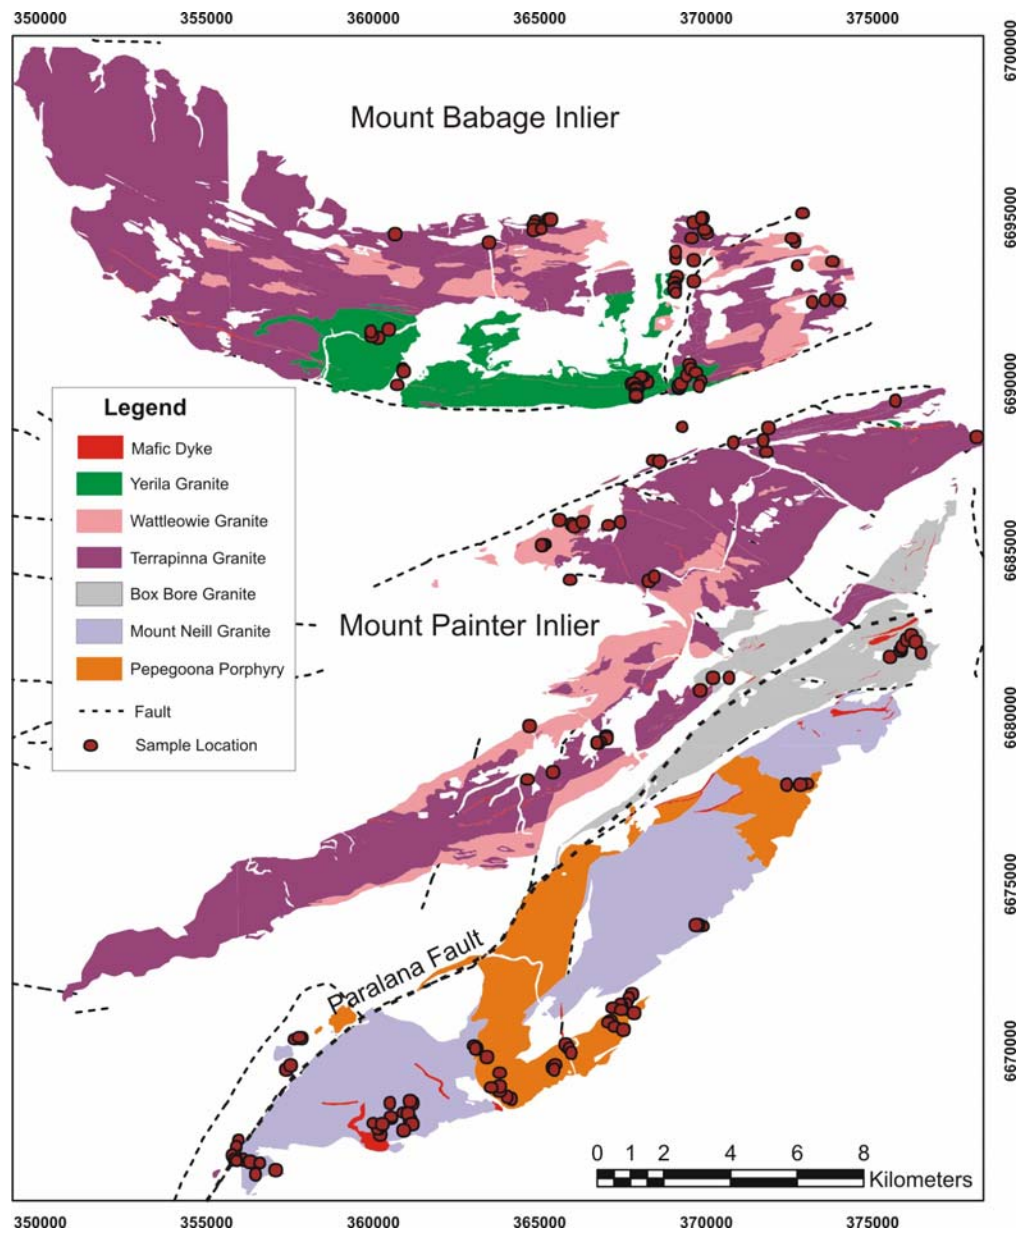 350000 355000 360000 365000 370000 375000
6700000
Mount Babage Inlier
6695000
6690000
Legend
Mafic Dyke
Yerila Granite
Wattleowie Granite
Terrapinna Granite
Box Bore Granite
Mount Neill Granite
Pepegoona Porphyry
Fault
Sample Location
6685000
Mount Painter Inlier
6680000
6675000
Paralana Fault
6670000
0 1 2 4 6 8
Kilometers
350000 355000 360000 365000 370000 375000